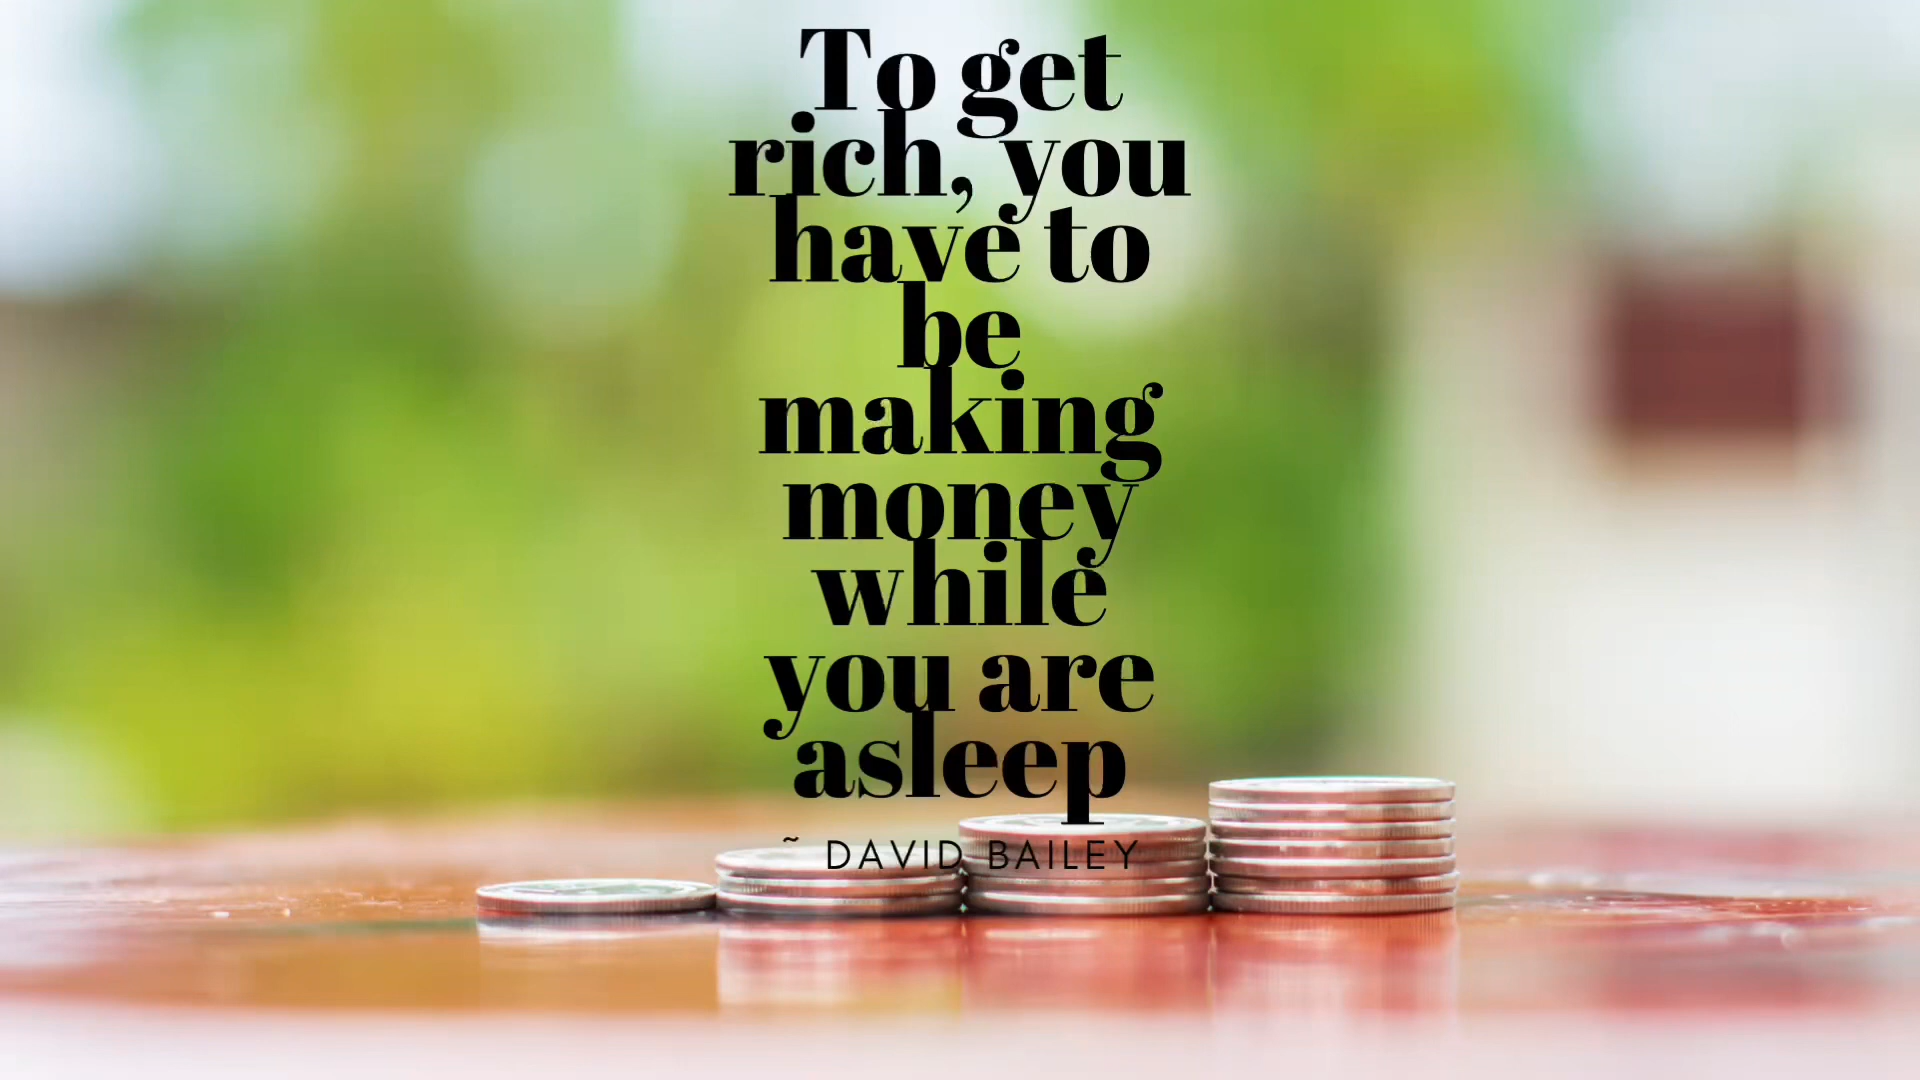 To get
rich, you
have to
be
making
money
while
you are
asleep
~ DAVID BAILEY